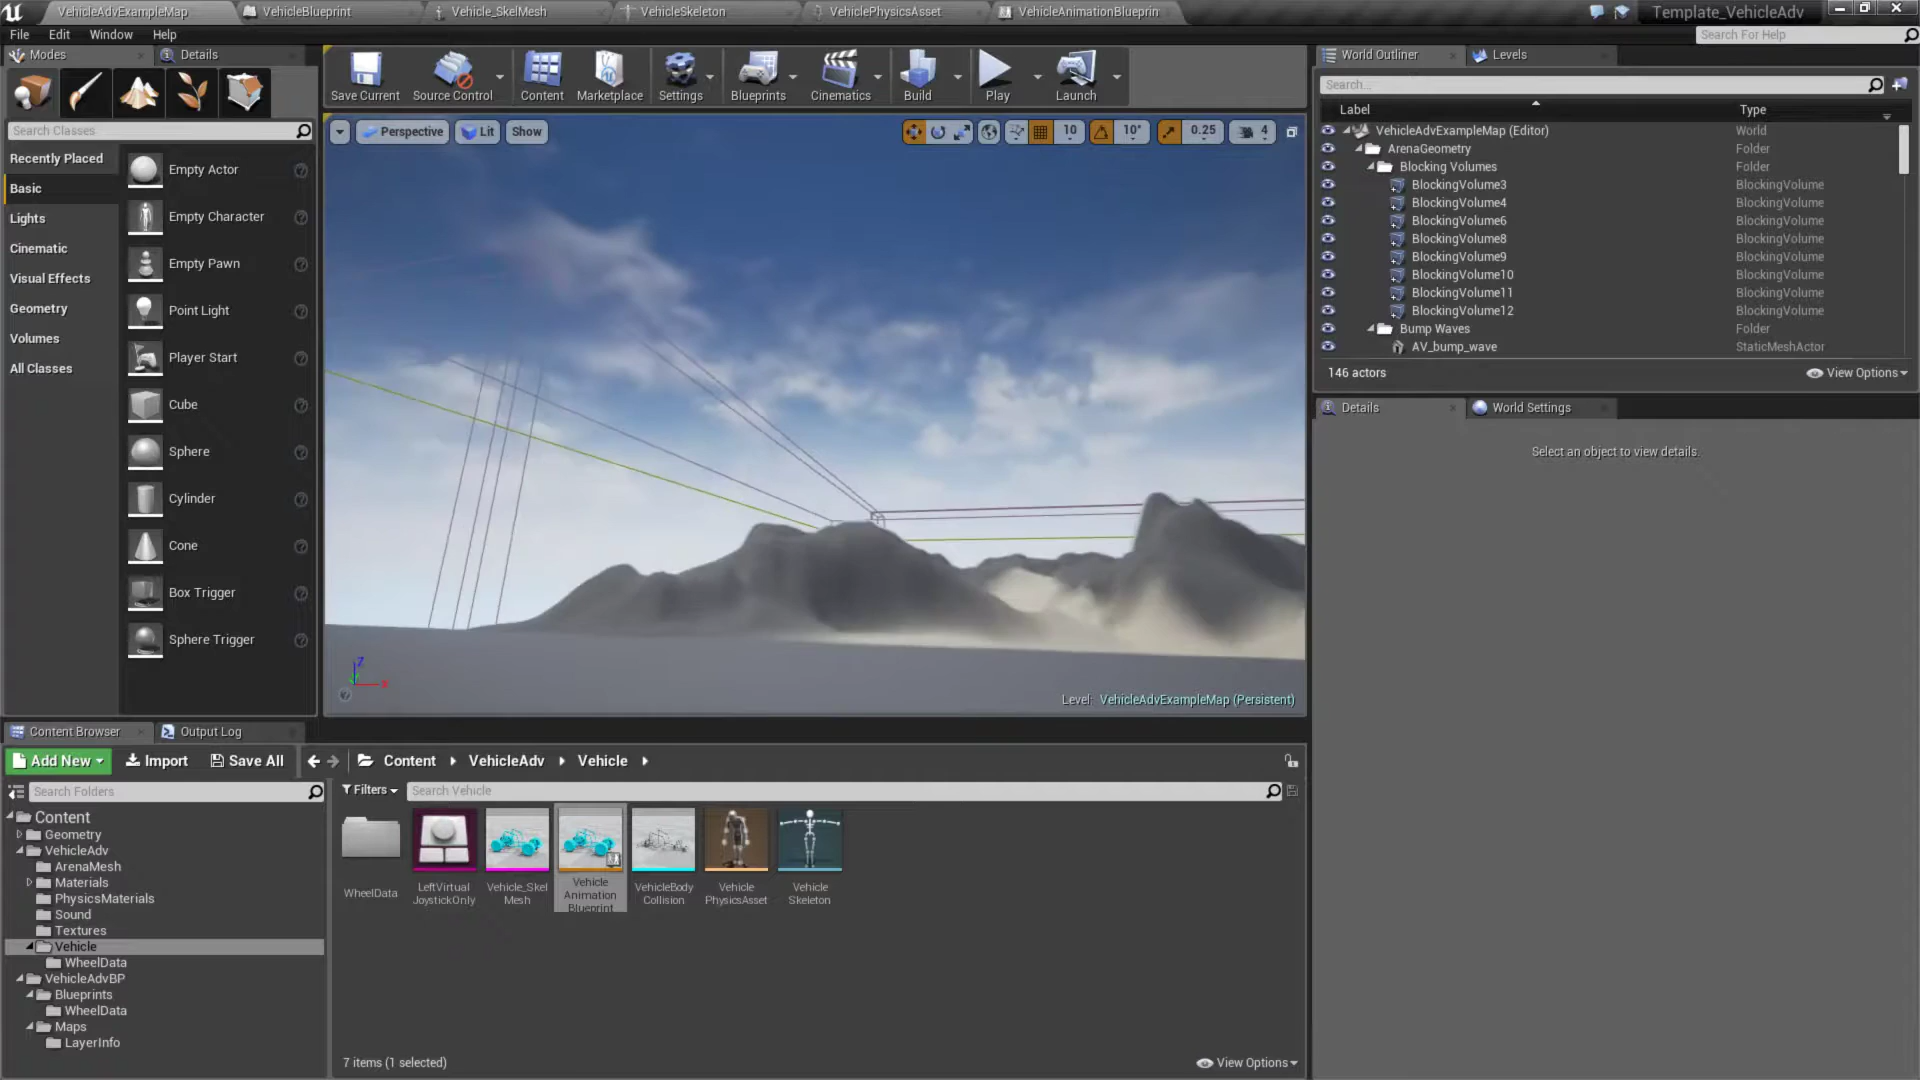 VehicleAdvExampleMap
VehicleBlueprint
Vehicle_SkelMesh
VehicleSkeleton
VehiclePhysicsAsset
VehicleAnimationBlueprin
Template_VehicleAdv
File
Edit
Window
Help
Search For Help
Modes
Details
Save Current
Source Control
Content
Marketplace
Settings
Blueprints
Cinematics
Build
Play
Launch
World Outliner
Levels
Search...
Label
Type
Search Classes
Perspective
Lit
Show
10
10°
0.25
4
VehicleAdvExampleMap (Editor)
World
ArenaGeometry
Folder
Blocking Volumes
Folder
BlockingVolume3
BlockingVolume
BlockingVolume4
BlockingVolume
BlockingVolume6
BlockingVolume
BlockingVolume8
BlockingVolume
BlockingVolume9
BlockingVolume
BlockingVolume10
BlockingVolume
BlockingVolume11
BlockingVolume
BlockingVolume12
BlockingVolume
Bump Waves
Folder
AV_bump_wave
StaticMeshActor
146 actors
View Options
Recently Placed
Basic
Lights
Cinematic
Visual Effects
Geometry
Volumes
All Classes
Empty Actor
Empty Character
Empty Pawn
Point Light
Player Start
Cube
Sphere
Cylinder
Cone
Box Trigger
Sphere Trigger
Details
World Settings
Select an object to view details.
Z
Level: VehicleAdvExampleMap (Persistent)
Content Browser
Output Log
Add New
Import
Save All
Content
VehicleAdv
Vehicle
Search Folders
Filters
Search Vehicle
Content
Geometry
VehicleAdv
ArenaMesh
Materials
PhysicsMaterials
Sound
Textures
Vehicle
WheelData
VehicleAdvBP
Blueprints
WheelData
Maps
LayerInfo
WheelData
LeftVirtual
JoystickOnly
Vehicle_Skel
Mesh
Vehicle
Animation
Blueprint
VehicleBody
Collision
Vehicle
PhysicsAsset
Vehicle
Skeleton
7 items (1 selected)
View Options